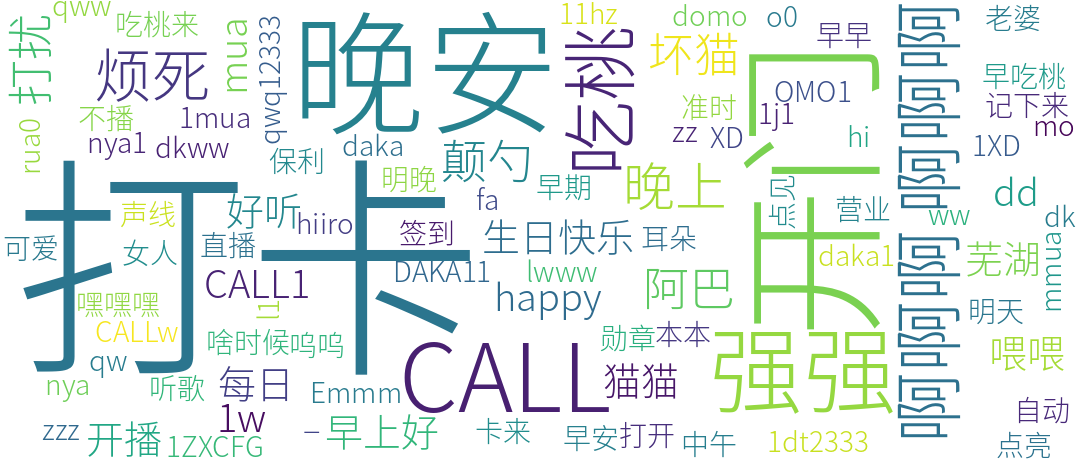 qww
吃桃来
打扰
烦死
mua
qwq12333
晚安
11hz
吃桃
domo
坏猫
o0
早早
老婆
啊啊啊啊
啊啊啊啊
早吃桃
记下来
mo
OMO1
1j1
准时
zz
XD
hi
1XD
不播
1mua
nya1
dkww
rua0
daka
保利
颠勺
明晚
早期
fa
晚上
点见
营业
dd
ww
dk
mmua
芜湖
明天
打卡
开门
声线
好听
hiiro
签到
生日快乐
耳朵
可爱
女人
直播
DAKA11
lwww
daka1
CALL1
happy
阿巴
嘿嘿嘿
l1
CALLw
啥时候
呜呜
CALL
勋章
本本
强强
喂喂
qw
nya
听歌
每日
Emmm
猫猫
1w
自动
zzz
开播
1ZXCFG
–
早上好
卡来
早安
打开
中午
1dt2333
点亮